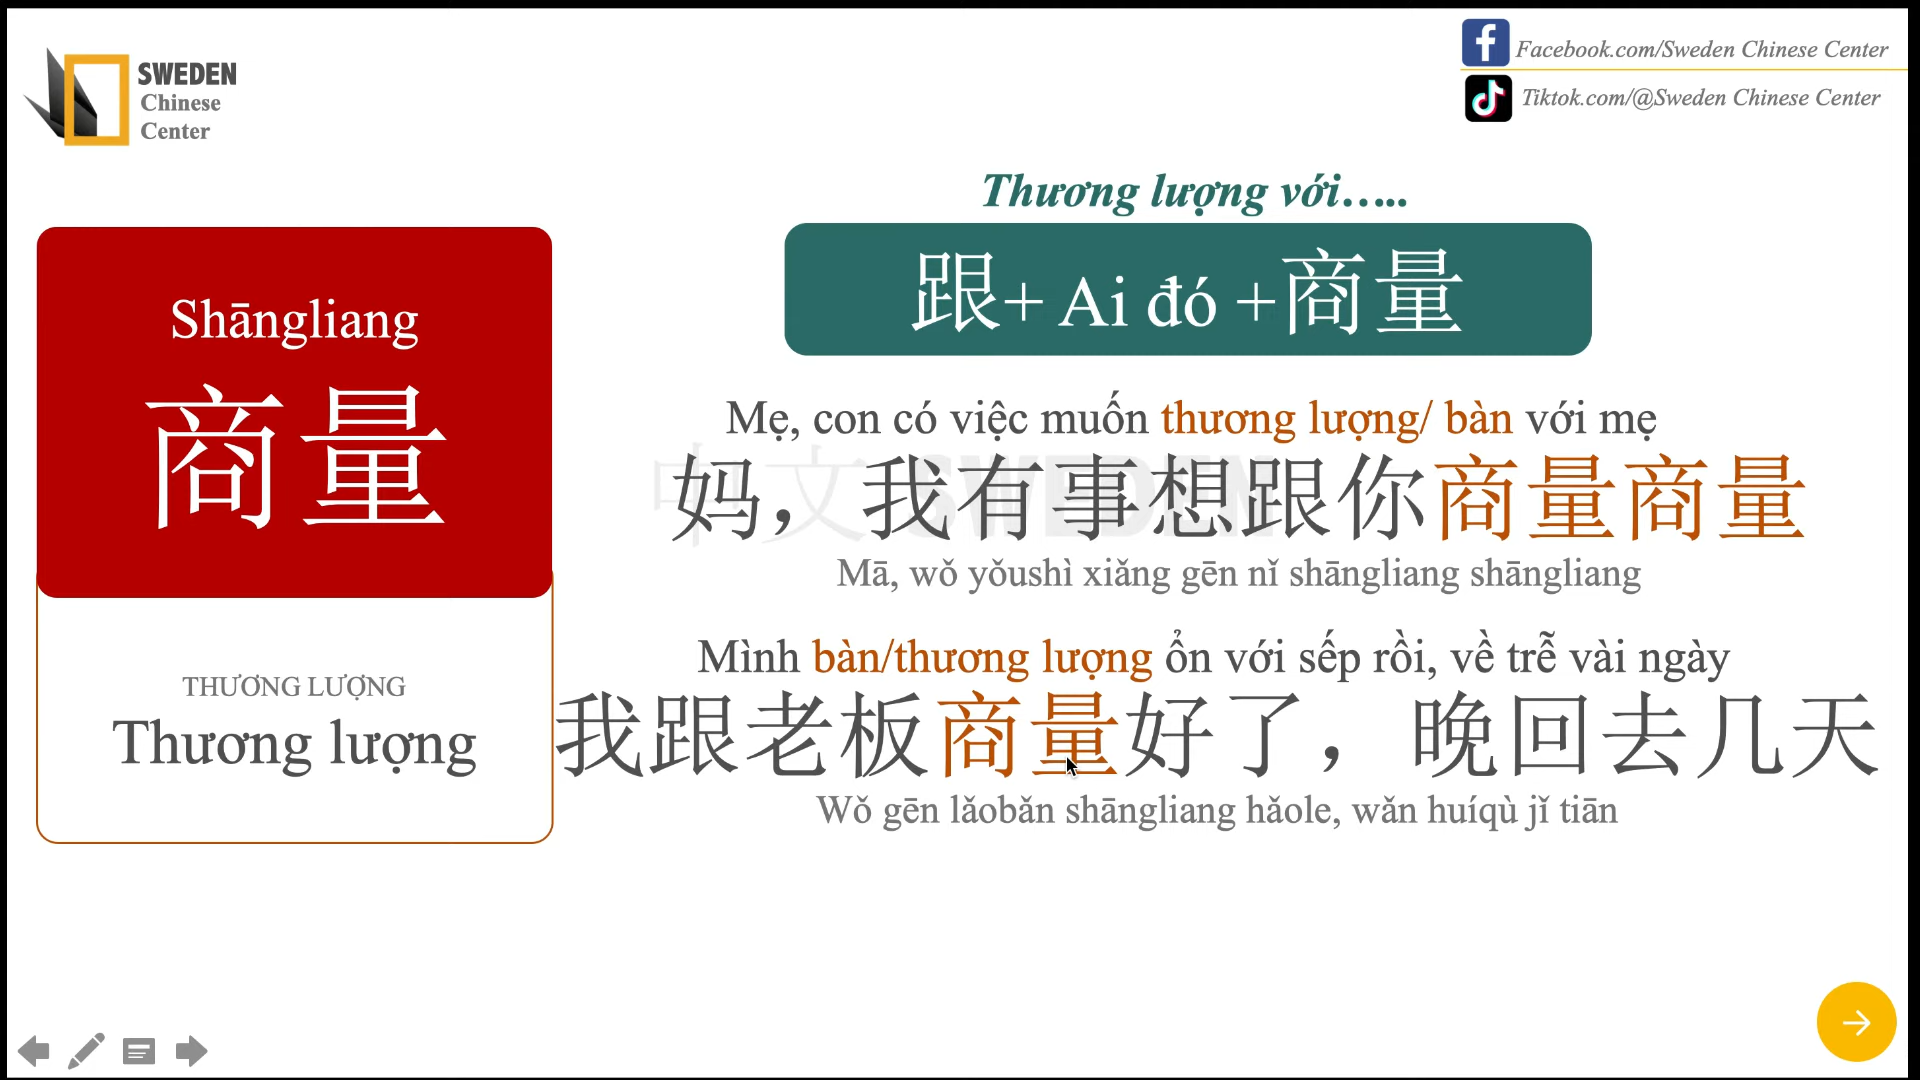 SWEDEN
Chinese
Center
Facebook.com/Sweden Chinese Center
Tiktok.com/@Sweden Chinese Center
Shāngliang
商量
THƯƠNG LƯỢNG
Thương lượng
Thương lượng với…..
跟+ Ai đó +商量
Mẹ, con có việc muốn thương lượng/ bàn với mẹ
中文 SWEDEN
妈，我有事想跟你商量商量
Mā, wǒ yǒushì xiǎng gēn nǐ shāngliang shāngliang
Mình bàn/thương lượng ổn với sếp rồi, về trễ vài ngày
我跟老板商量好了，晚回去几天
Wǒ gēn lǎobǎn shāngliang hǎole, wǎn huíqù jǐ tiān